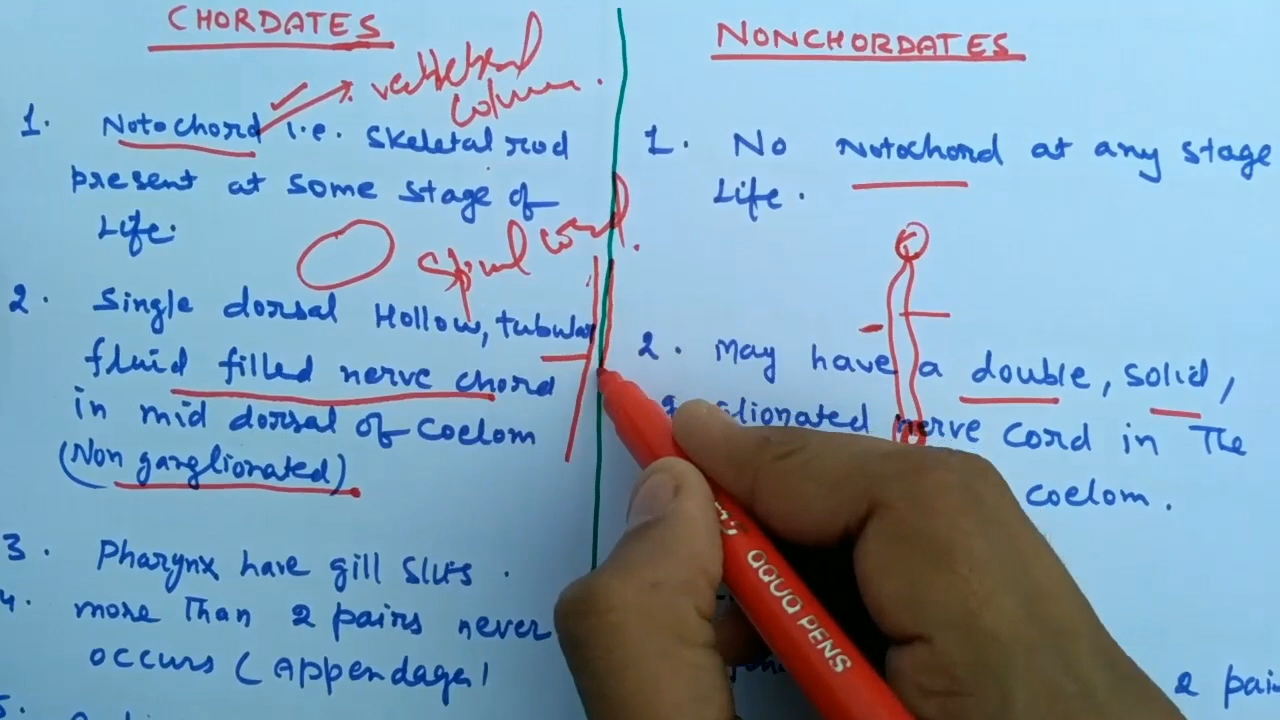 CHORDATES
vertebral
column.
1. Notochord i.e. Skeletal rod
present at some stage of
Life.
spinal cord.
2. Single dorsal Hollow, tubular
fluid filled nerve chord
in mid dorsal of coelom
(Non ganglionated)
3. Pharynx have gill slits.
4. more Than 2 pairs never
occurs (Appendages)
5.
NONCHORDATES
1. No Notochord at any stage
Life.
2. May have a double, solid,
nerve cord in The
coelom.
2 pair
QQUQ PENS